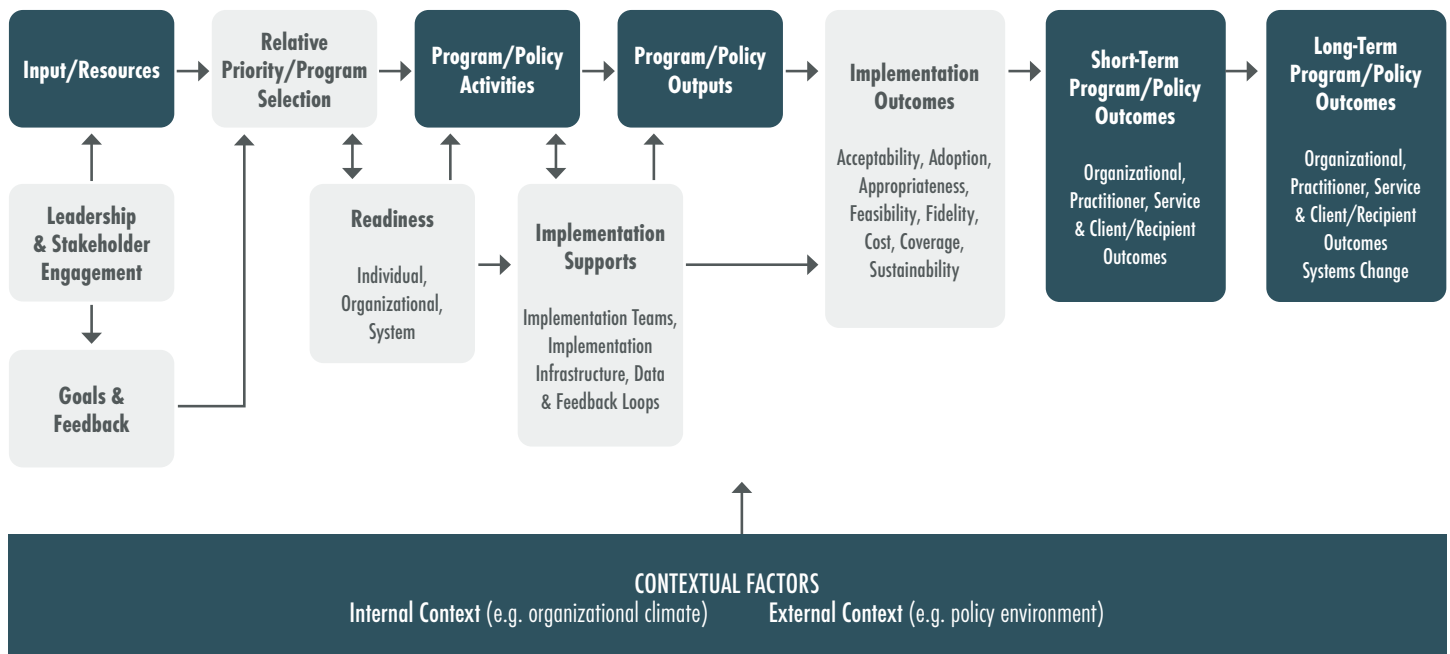 Input/Resources
Relative
Priority/Program
Selection
Program/Policy
Activities
Program/Policy
Outputs
Implementation
Outcomes
Acceptability, Adoption,
Appropriateness,
Feasibility, Fidelity,
Cost, Coverage,
Sustainability
Short-Term
Program/Policy
Outcomes
Organizational,
Practitioner, Service
& Client/Recipient
Outcomes
Long-Term
Program/Policy
Outcomes
Organizational,
Practitioner, Service
& Client/Recipient
Outcomes
Systems Change
Leadership
& Stakeholder
Engagement
Readiness
Individual,
Organizational,
System
Implementation
Supports
Implementation Teams,
Implementation
Infrastructure, Data
& Feedback Loops
Goals &
Feedback
CONTEXTUAL FACTORS
Internal Context (e.g. organizational climate) External Context (e.g. policy environment)